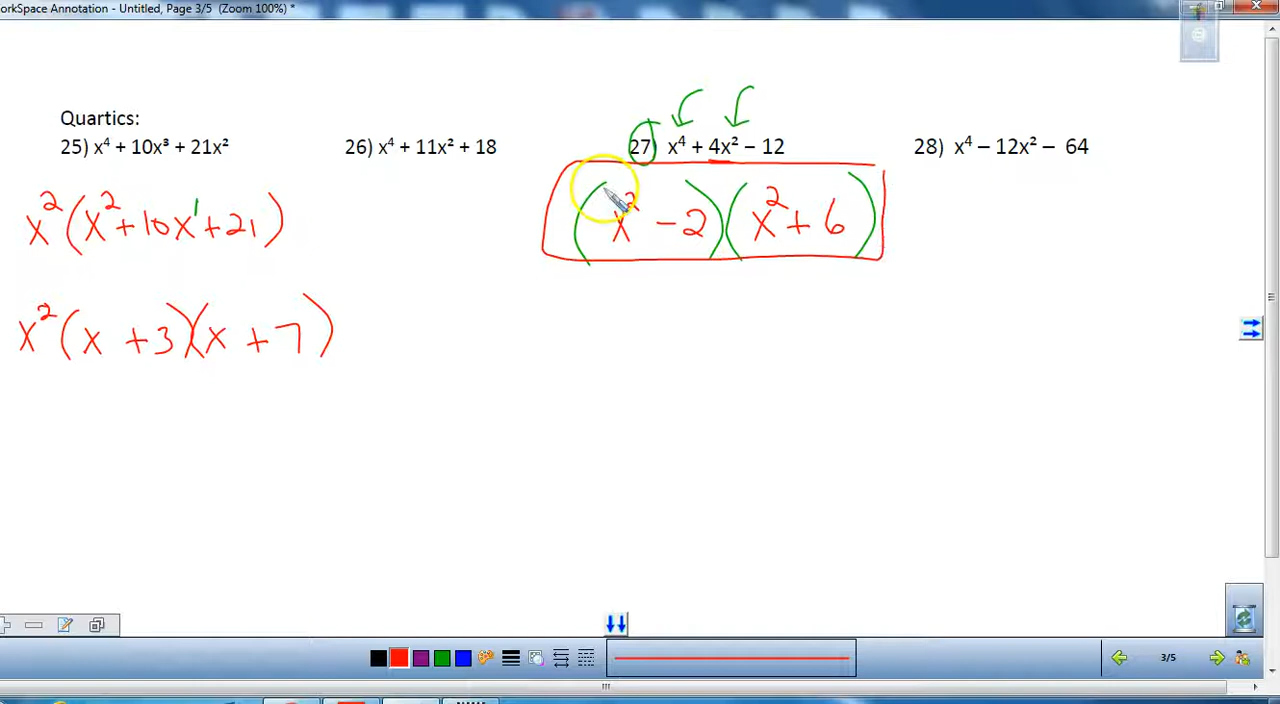 orkSpace Annotation - Untitled, Page 3/5 (Zoom 100%) *
Quartics:
25) x⁴ + 10x³ + 21x² 26) x⁴ + 11x² + 18 27) x⁴ + 4x² − 12 28) x⁴ − 12x² − 64
x²(x²+10x¹+21) (x²−2)(x²+6)
x²(x+3)(x+7)
3/5